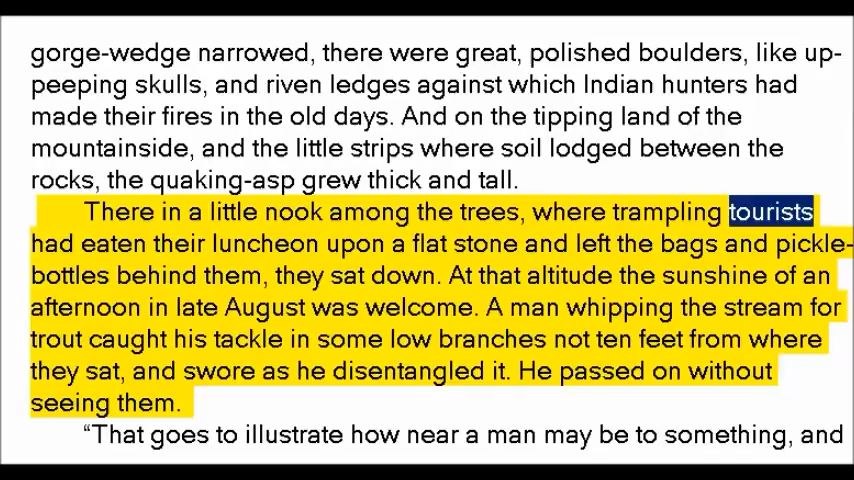 gorge-wedge narrowed, there were great, polished boulders, like up-
peeping skulls, and riven ledges against which Indian hunters had
made their fires in the old days. And on the tipping land of the
mountainside, and the little strips where soil lodged between the
rocks, the quaking-asp grew thick and tall.
There in a little nook among the trees, where trampling tourists
had eaten their luncheon upon a flat stone and left the bags and pickle-
bottles behind them, they sat down. At that altitude the sunshine of an
afternoon in late August was welcome. A man whipping the stream for
trout caught his tackle in some low branches not ten feet from where
they sat, and swore as he disentangled it. He passed on without
seeing them.
“That goes to illustrate how near a man may be to something, and